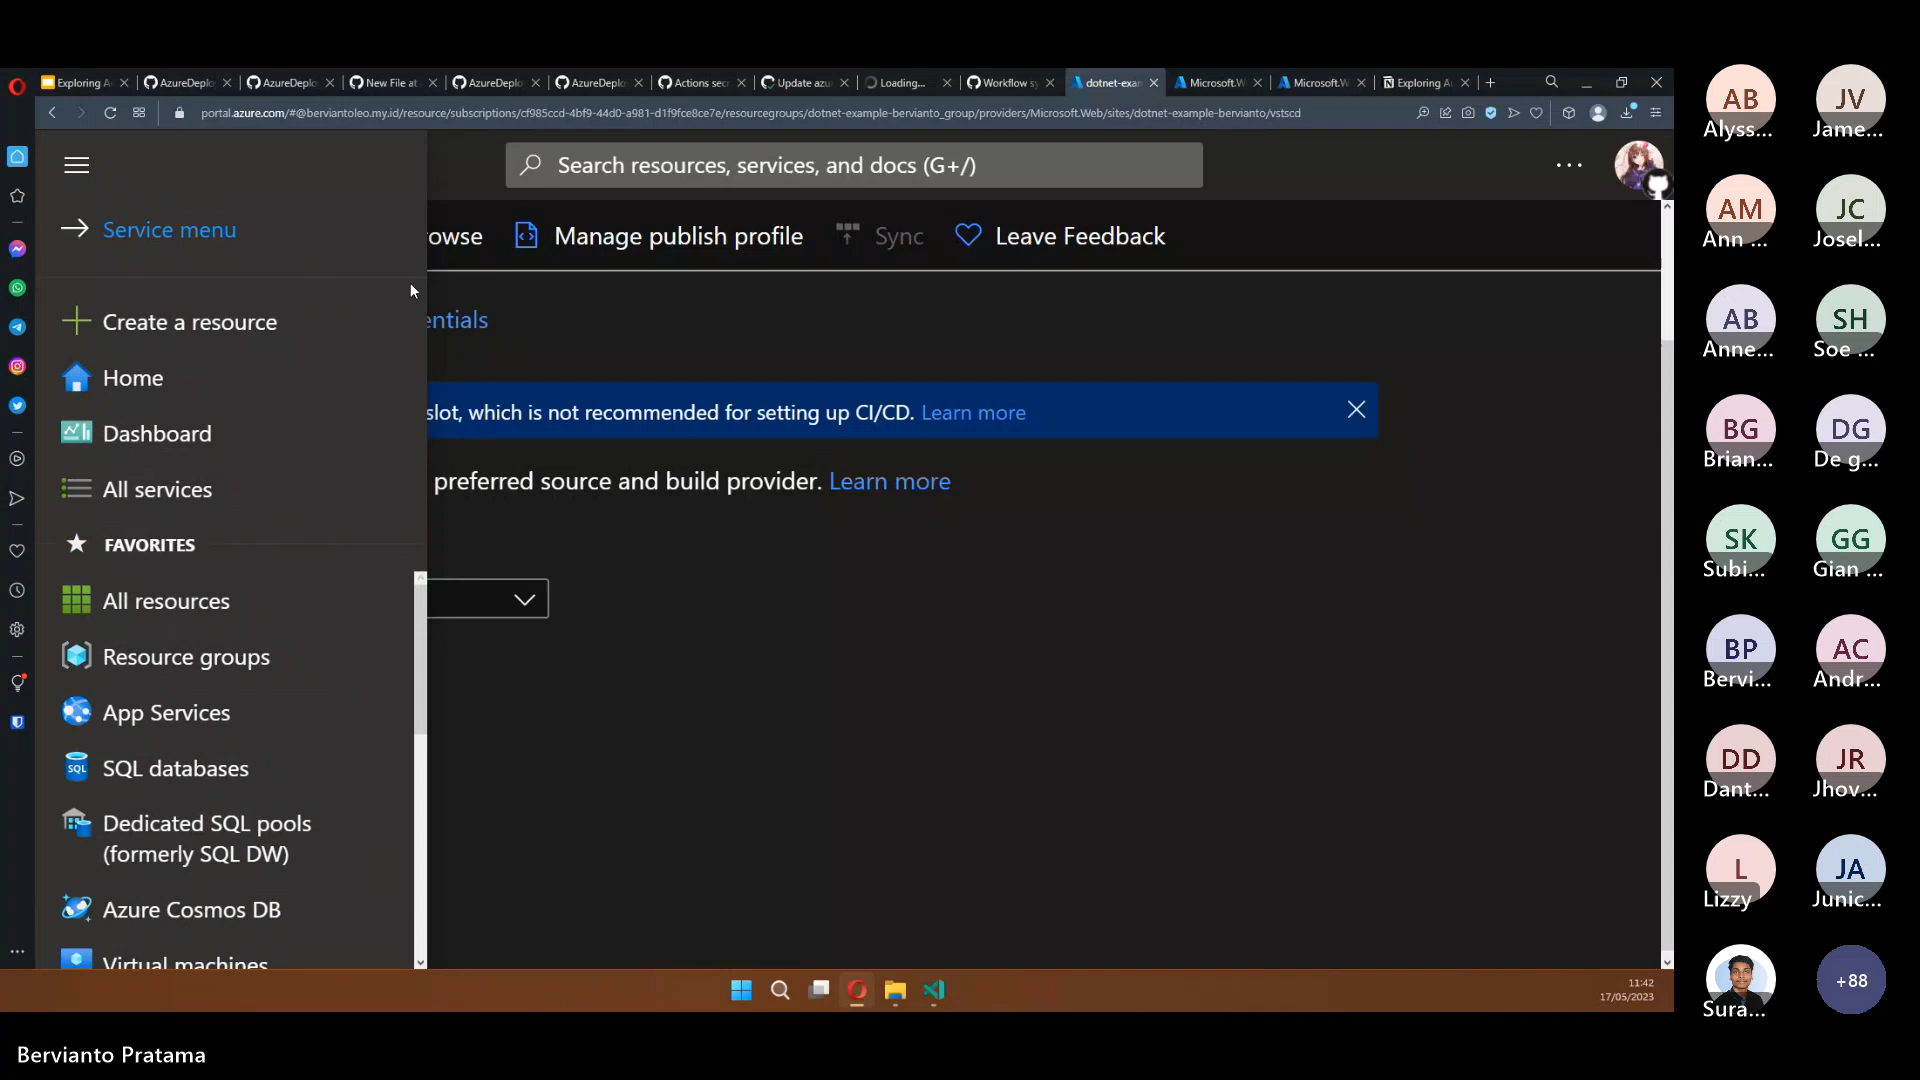 Exploring A
AzureDeplo
AzureDeplo
New File at
AzureDeplo
AzureDeplo
Actions sec
Update azu
Loading...
Workflow sy
dotnet-exam
Microsoft.W
Microsoft.W
Exploring A
portal.azure.com/#@berviantoleo.my.id/resource/subscriptions/cf985ccd-4bf9-44d0-a981-d1f9fce8ce7e/resourcegroups/dotnet-example-bervianto_group/providers/Microsoft.Web/sites/dotnet-example-bervianto/vstscd
Search resources, services, and docs (G+/)
Service menu
Create a resource
Home
Dashboard
All services
FAVORITES
All resources
Resource groups
App Services
SQL databases
SQL
Dedicated SQL pools
(formerly SQL DW)
Azure Cosmos DB
Virtual machines
owse
Manage publish profile
Sync
Leave Feedback
entials
slot, which is not recommended for setting up CI/CD. Learn more
preferred source and build provider. Learn more
11:42
17/05/2023
AB
Alyss...
JV
Jame...
AM
Ann ...
JC
Josel...
AB
Anne...
SH
Soe ...
BG
Brian...
DG
De g...
SK
Subi...
GG
Gian ...
BP
Bervi...
AC
Andr...
DD
Dant...
JR
Jhov...
L
Lizzy
JA
Junic...
Sura...
+88
Bervianto Pratama